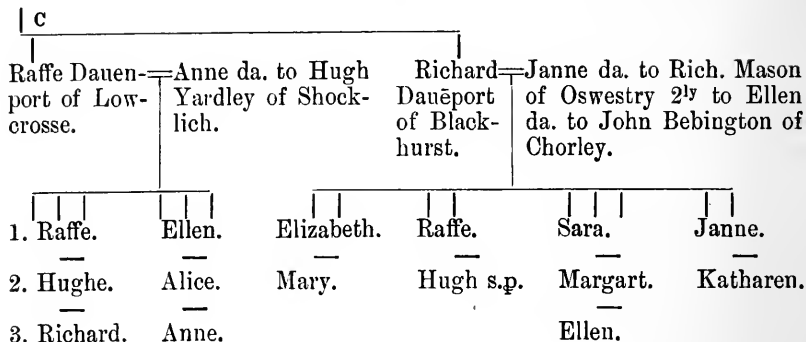 C
Raffe Dauen-
port of Low-
crosse.
Anne da. to Hugh
Yardley of Shock-
lich.
Richard
Dauēport
of Black-
hurst.
Janne da. to Rich. Mason
of Oswestry 2ly to Ellen
da. to John Bebington of
Chorley.
1. Raffe. Ellen. Elizabeth. Raffe. Sara. Janne.
2. Hughe. Alice. Mary. Hugh s.p. Margart. Katharen.
3. Richard. Anne. Ellen.